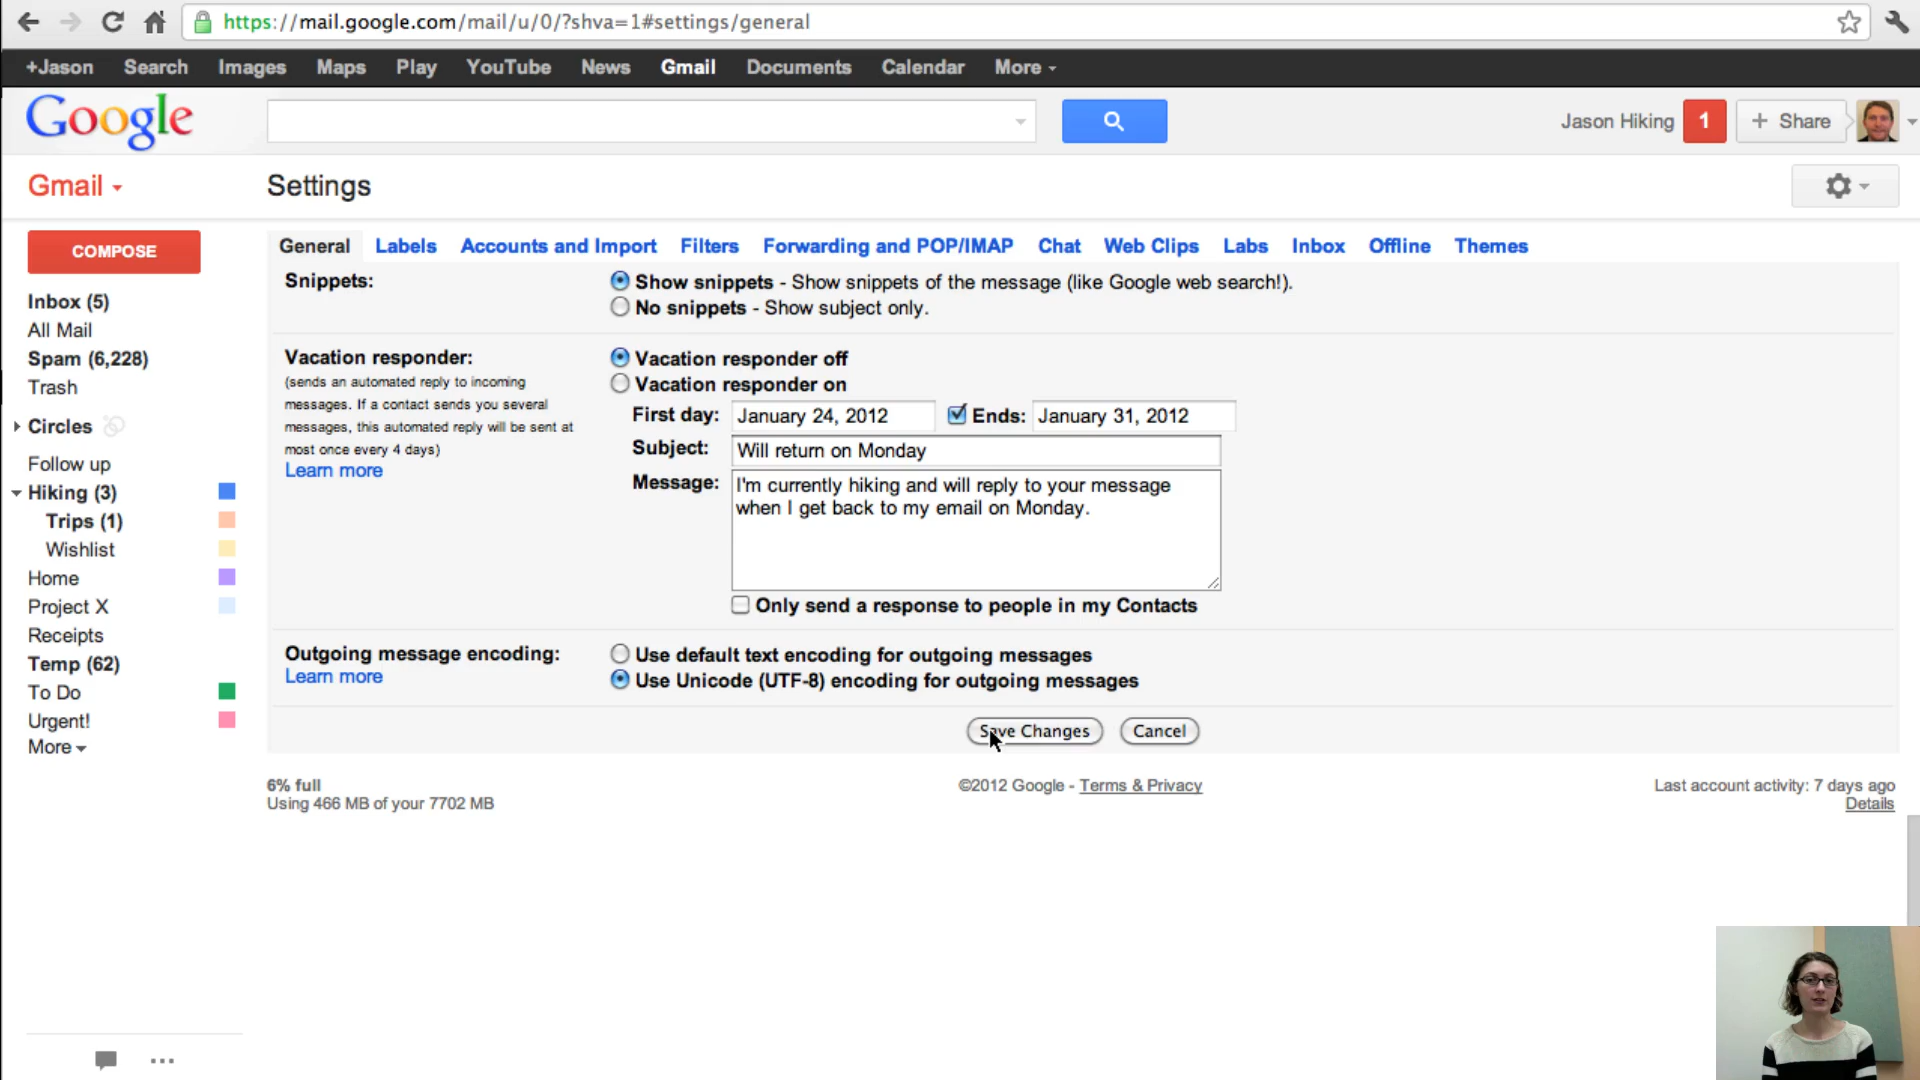 https://mail.google.com/mail/u/0/?shva=1#settings/general
+Jason Search Images Maps Play YouTube News Gmail Documents Calendar More
Google
Jason Hiking 1 + Share
Gmail
Settings
COMPOSE
General Labels Accounts and Import Filters Forwarding and POP/IMAP Chat Web Clips Labs Inbox Offline Themes
Inbox (5)
All Mail
Spam (6,228)
Trash
Circles
Follow up
Hiking (3)
Trips (1)
Wishlist
Home
Project X
Receipts
Temp (62)
To Do
Urgent!
More
Snippets:
Show snippets - Show snippets of the message (like Google web search!).
No snippets - Show subject only.
Vacation responder:
(sends an automated reply to incoming
messages. If a contact sends you several
messages, this automated reply will be sent at
most once every 4 days)
Learn more
Vacation responder off
Vacation responder on
First day: January 24, 2012 Ends: January 31, 2012
Subject: Will return on Monday
Message: I'm currently hiking and will reply to your message
when I get back to my email on Monday.
Only send a response to people in my Contacts
Outgoing message encoding:
Learn more
Use default text encoding for outgoing messages
Use Unicode (UTF-8) encoding for outgoing messages
Save Changes Cancel
6% full
Using 466 MB of your 7702 MB
©2012 Google - Terms & Privacy
Last account activity: 7 days ago
Details